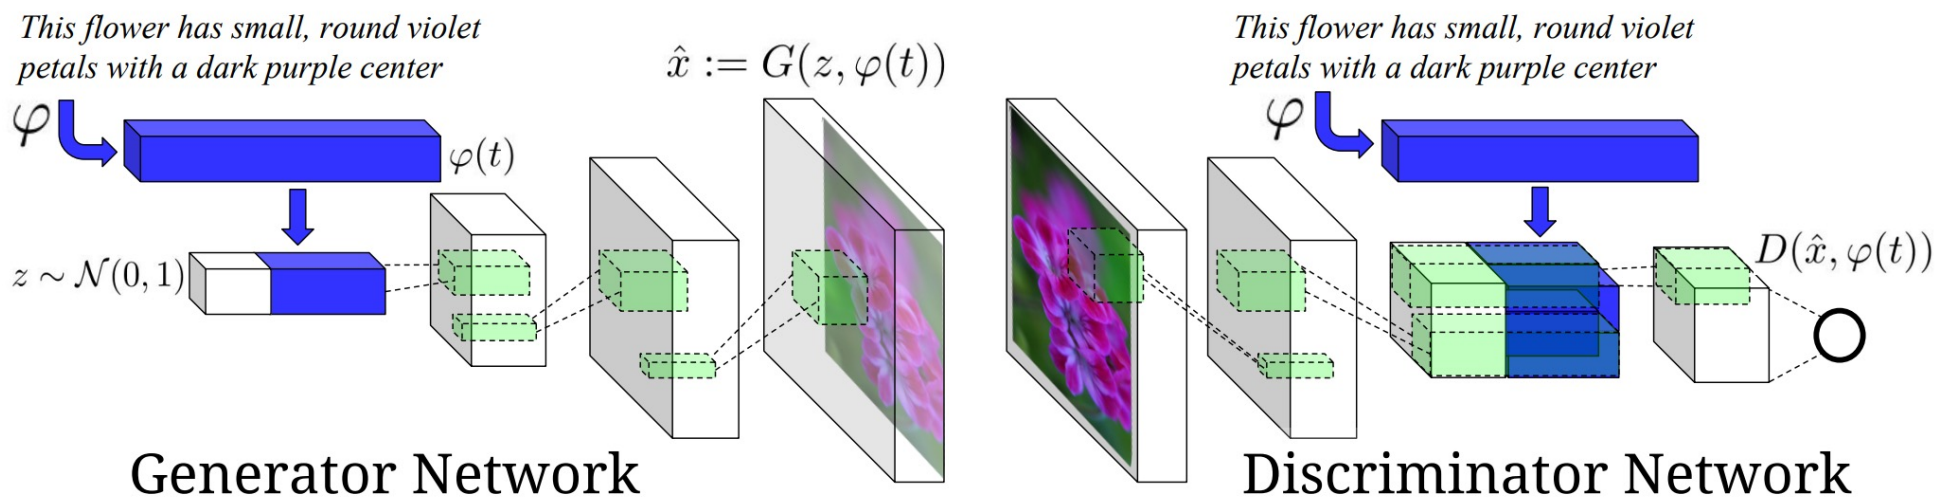 This flower has small, round violet
petals with a dark purple center
φ
φ(t)
z ∼ 𝒩(0, 1)
x̂ := G(z, φ(t))
Generator Network
This flower has small, round violet
petals with a dark purple center
φ
D(x̂, φ(t))
Discriminator Network